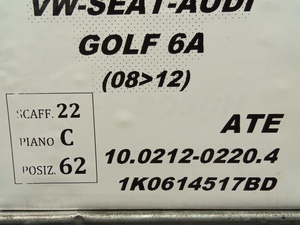 VW-SEAT-AUDI
GOLF 6A
(08>12)
SCAFF. 22
PIANO C
POSIZ. 62
ATE
10.0212-0220.4
1K0614517BD